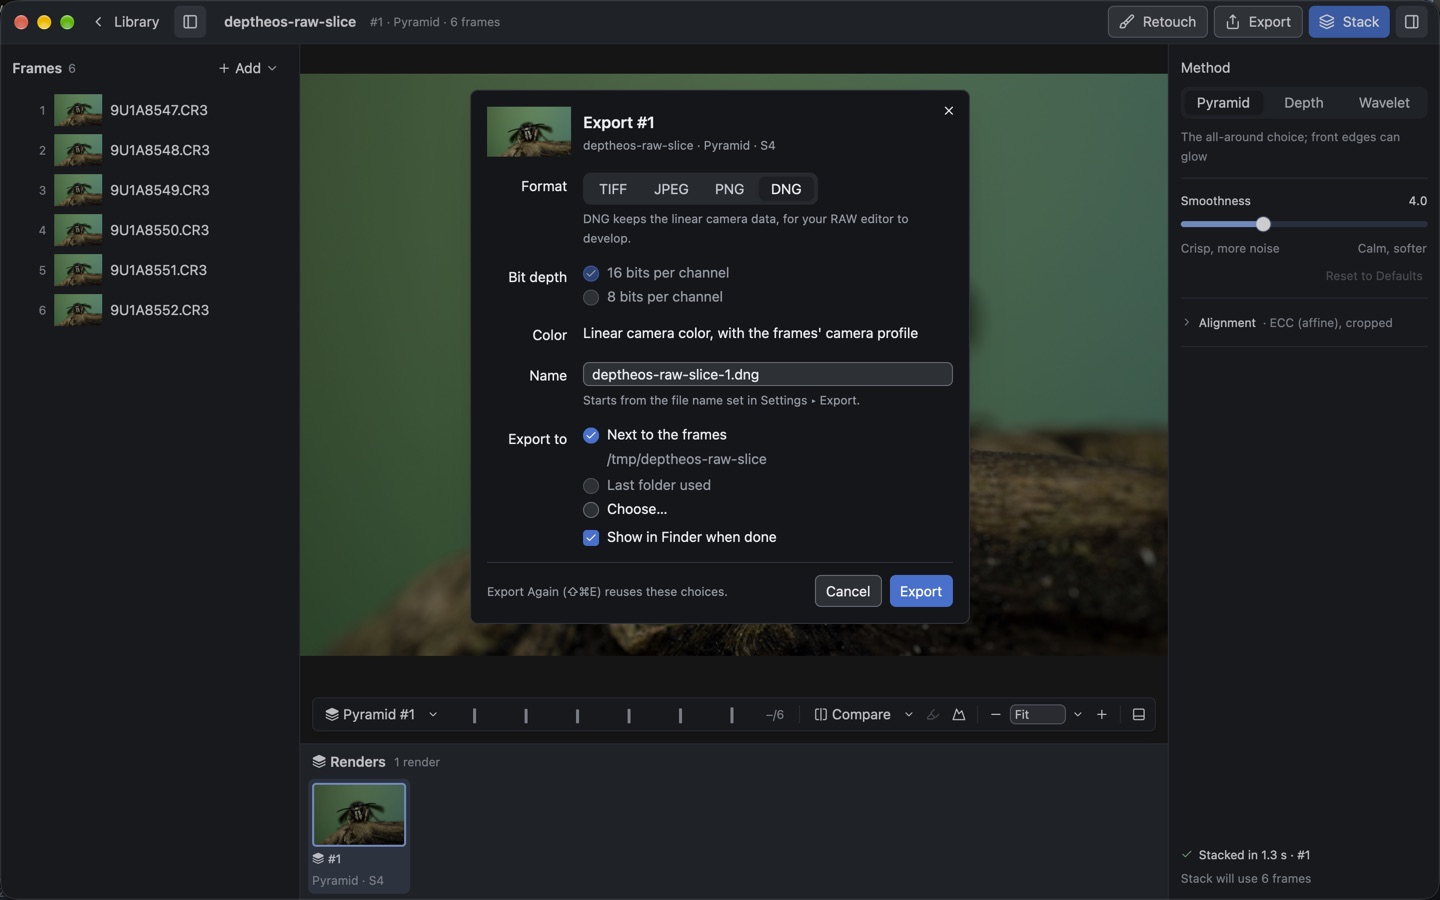 Library
deptheos-raw-slice
#1 · Pyramid · 6 frames
Retouch
Export
Stack
Frames 6
+ Add
1 9U1A8547.CR3
2 9U1A8548.CR3
3 9U1A8549.CR3
4 9U1A8550.CR3
5 9U1A8551.CR3
6 9U1A8552.CR3
Export #1
deptheos-raw-slice · Pyramid · S4
Format
TIFF JPEG PNG DNG
DNG keeps the linear camera data, for your RAW editor to
develop.
Bit depth
16 bits per channel
8 bits per channel
Color
Linear camera color, with the frames' camera profile
Name
deptheos-raw-slice-1.dng
Starts from the file name set in Settings ▸ Export.
Export to
Next to the frames
/tmp/deptheos-raw-slice
Last folder used
Choose...
Show in Finder when done
Export Again (⇧⌘E) reuses these choices.
Cancel
Export
Pyramid #1
–/6
Compare
Fit
Renders 1 render
#1
Pyramid · S4
Method
Pyramid Depth Wavelet
The all-around choice; front edges can
glow
Smoothness 4.0
Crisp, more noise Calm, softer
Reset to Defaults
Alignment · ECC (affine), cropped
Stacked in 1.3 s · #1
Stack will use 6 frames